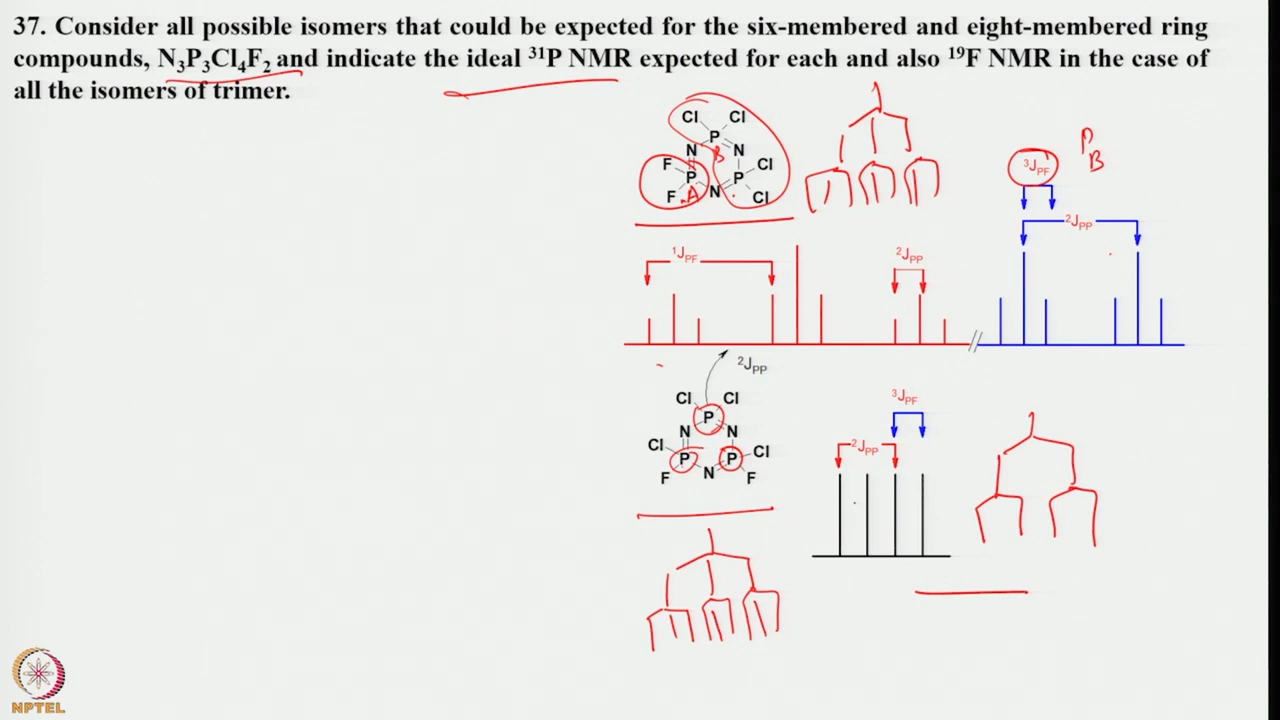 37. Consider all possible isomers that could be expected for the six-membered and eight-membered ring
compounds, N₃P₃Cl₄F₂ and indicate the ideal ³¹P NMR expected for each and also ¹⁹F NMR in the case of
all the isomers of trimer.
Cl Cl
P
N B N
F P P Cl
F A N Cl
³JPF P
B
²JPP
¹JPF
²JPP
²JPP
Cl Cl
P
N N
Cl P P Cl
F N F
³JPF
²JPP
NPTEL